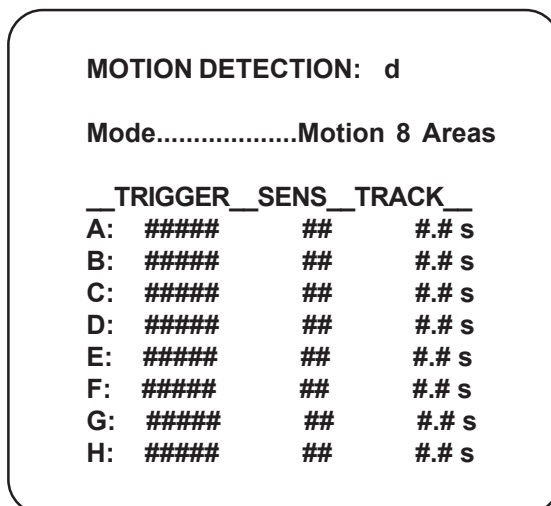 MOTION DETECTION: d
Mode...................Motion 8 Areas
__TRIGGER__SENS__TRACK__
A: ##### ## #.# s
B: ##### ## #.# s
C: ##### ## #.# s
D: ##### ## #.# s
E: ##### ## #.# s
F: ##### ## #.# s
G: ##### ## #.# s
H: ##### ## #.# s